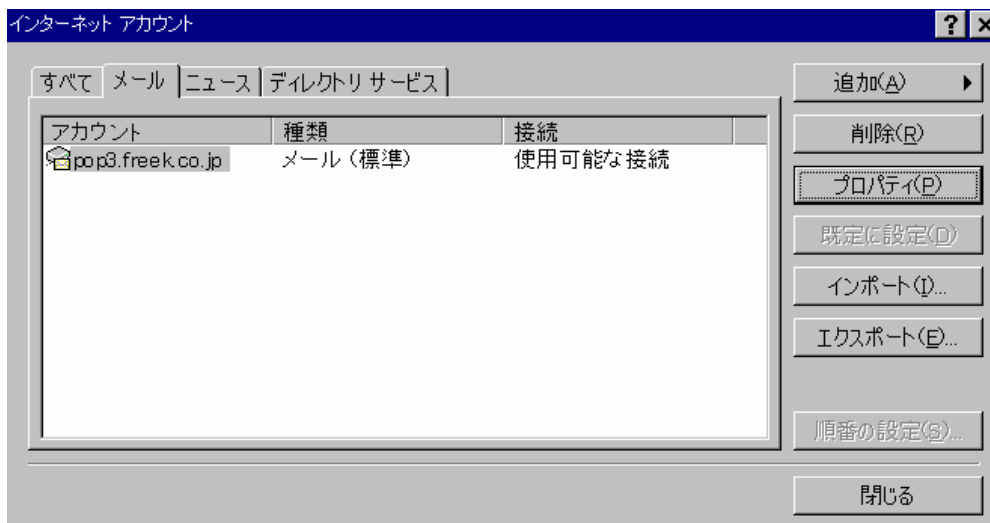 インターネット アカウント
すべて メール ニュース ディレクトリ サービス
アカウント 種類 接続
pop3.freek.co.jp メール（標準） 使用可能な接続
追加(A)
削除(R)
プロパティ(P)
既定に設定(D)
インポート(I)...
エクスポート(E)...
順番の設定(S)...
閉じる